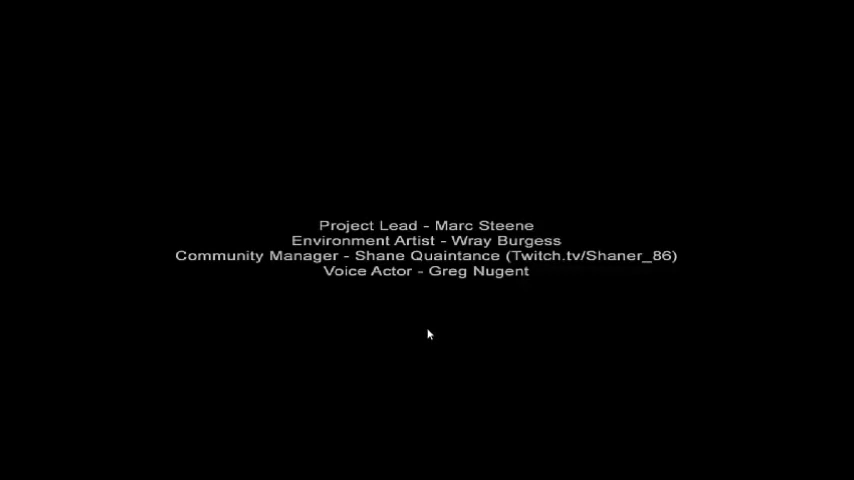 Project Lead - Marc Steene
Environment Artist - Wray Burgess
Community Manager - Shane Quaintance (Twitch.tv/Shaner_86)
Voice Actor - Greg Nugent